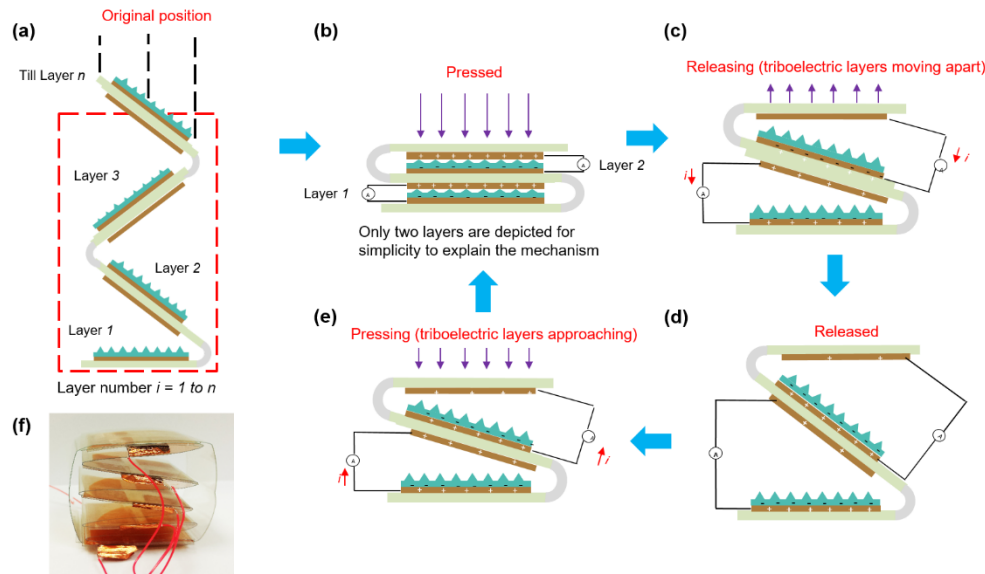 (a)
Original position
Till Layer n
Layer 3
Layer 2
Layer 1
Layer number i = 1 to n
(b)
Pressed
Layer 2
Layer 1
A
A
Only two layers are depicted for
simplicity to explain the mechanism
(c)
Releasing (triboelectric layers moving apart)
i
A
A
i
(d)
Released
A
A
(e)
Pressing (triboelectric layers approaching)
i
A
A
i
(f)